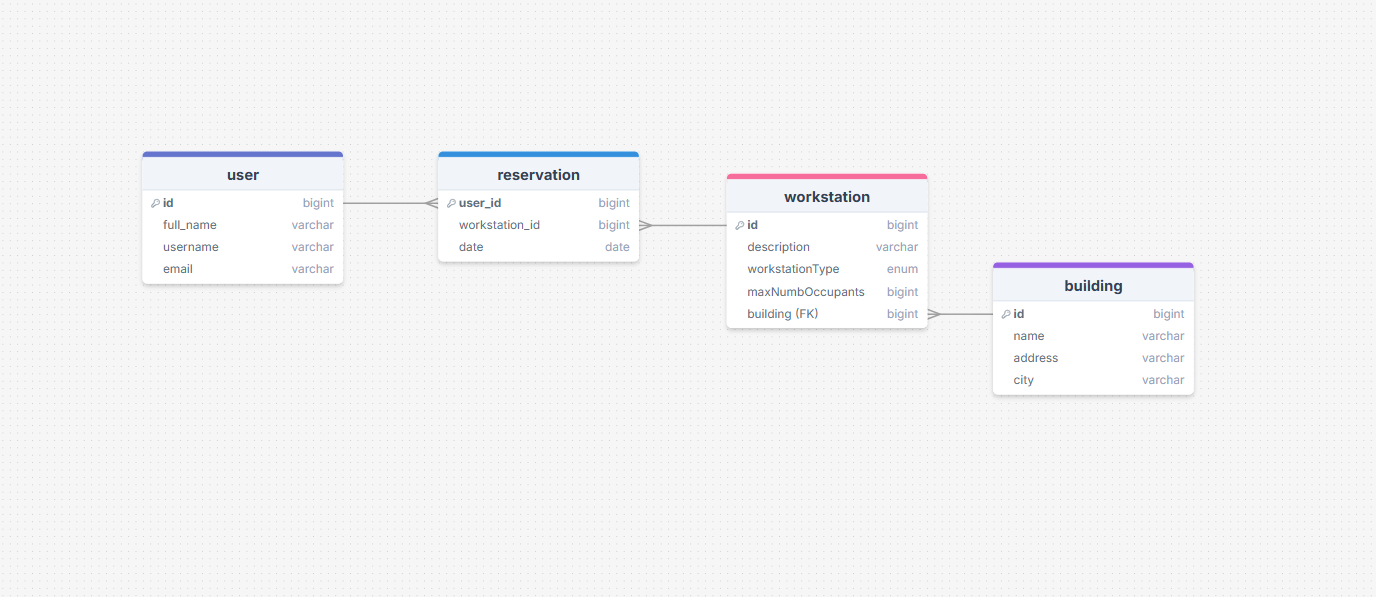 user
id bigint
full_name varchar
username varchar
email varchar
reservation
user_id bigint
workstation_id bigint
date date
workstation
id bigint
description varchar
workstationType enum
maxNumbOccupants bigint
building (FK) bigint
building
id bigint
name varchar
address varchar
city varchar